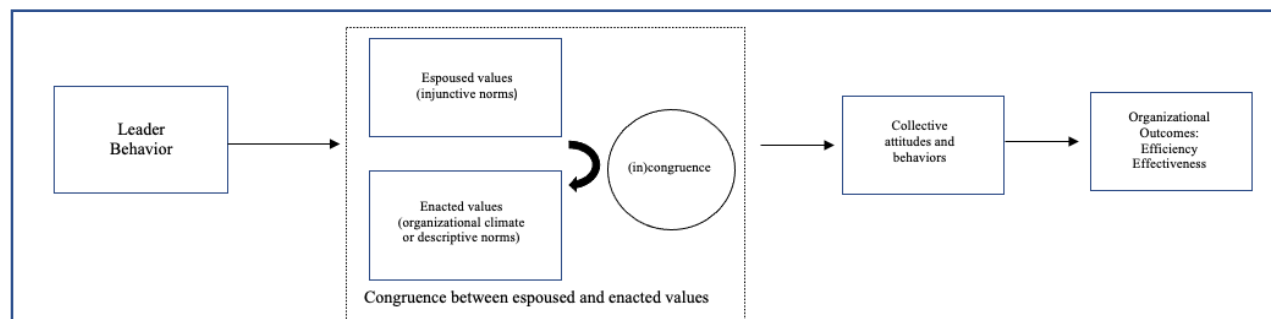 Leader
Behavior
Espoused values
(injunctive norms)
(in)congruence
Enacted values
(organizational climate
or descriptive norms)
Congruence between espoused and enacted values
Collective
attitudes and
behaviors
Organizational
Outcomes:
Efficiency
Effectiveness